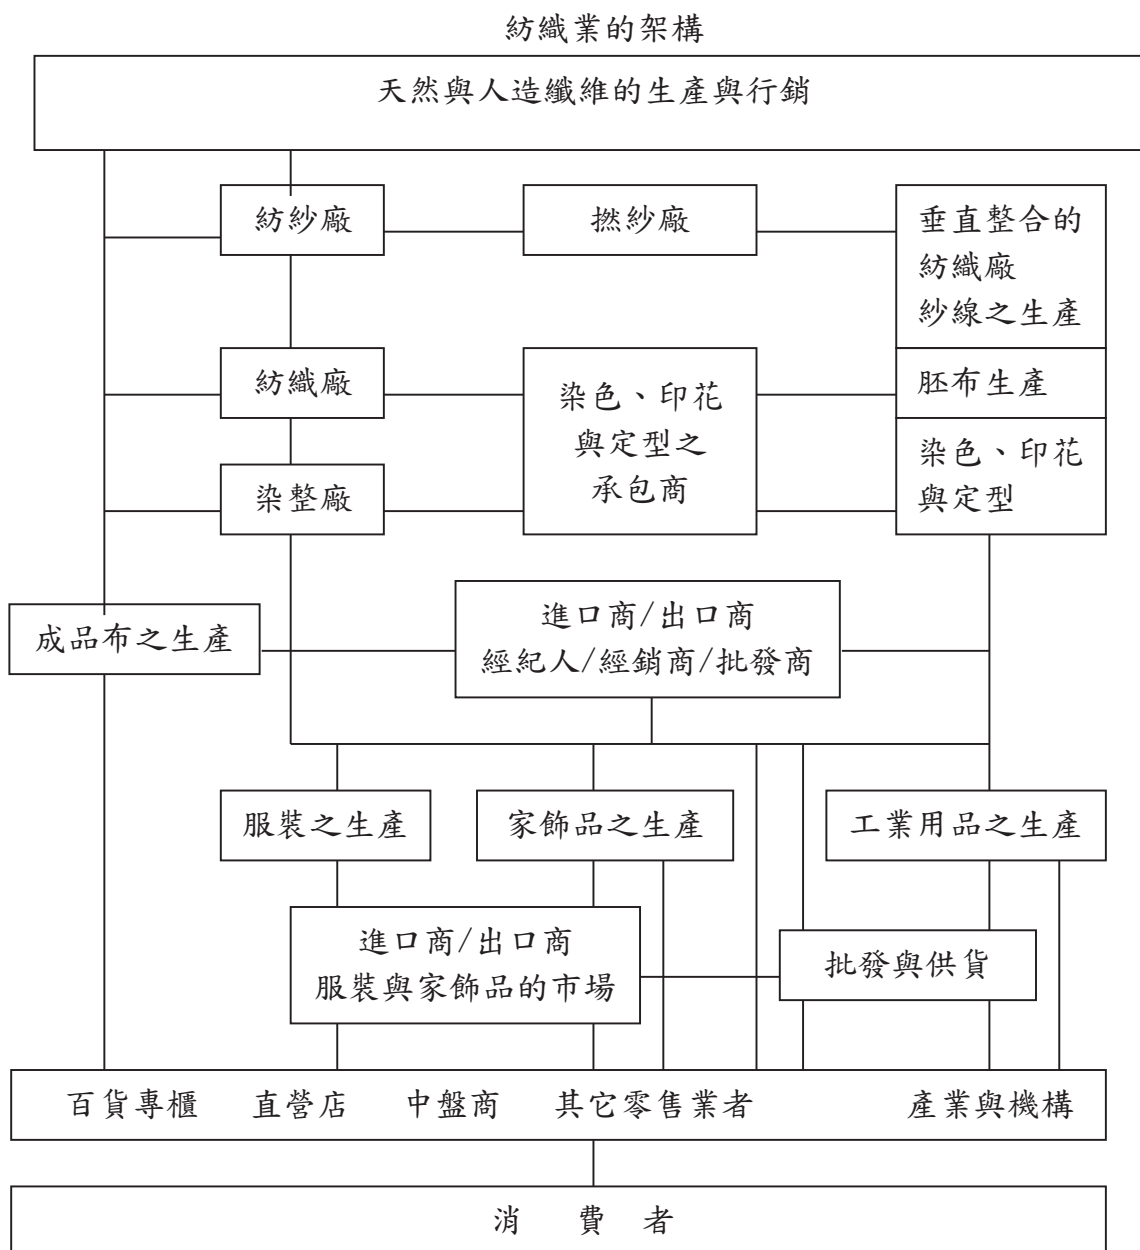 紡織業的架構
天然與人造纖維的生產與行銷
紡紗廠
撚紗廠
垂直整合的
紡織廠
紗線之生產
紡織廠
染色、印花
與定型之
承包商
胚布生產
染整廠
染色、印花
與定型
成品布之生產
進口商/出口商
經紀人/經銷商/批發商
服裝之生產
家飾品之生產
工業用品之生產
進口商/出口商
服裝與家飾品的市場
批發與供貨
百貨專櫃 直營店 中盤商 其它零售業者 產業與機構
消 費 者